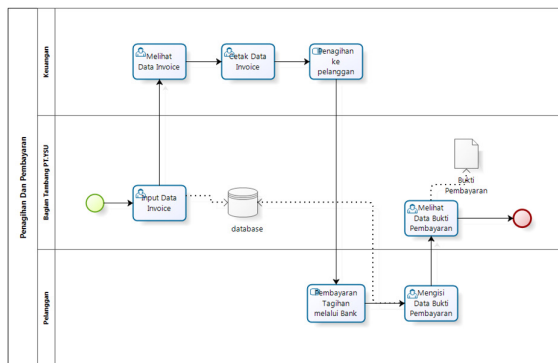 Penagihan Dan Pembayaran
Keuangan
Melihat
Data Invoice
Cetak Data
Invoice
Penagihan
ke
pelanggan
Bagian Tambang PT.YSU
Input Data
Invoice
database
Bukti
Pembayaran
Melihat
Data Bukti
Pembayaran
Pelanggan
Pembayaran
Tagihan
melalui Bank
Mengisi
Data Bukti
Pembayaran